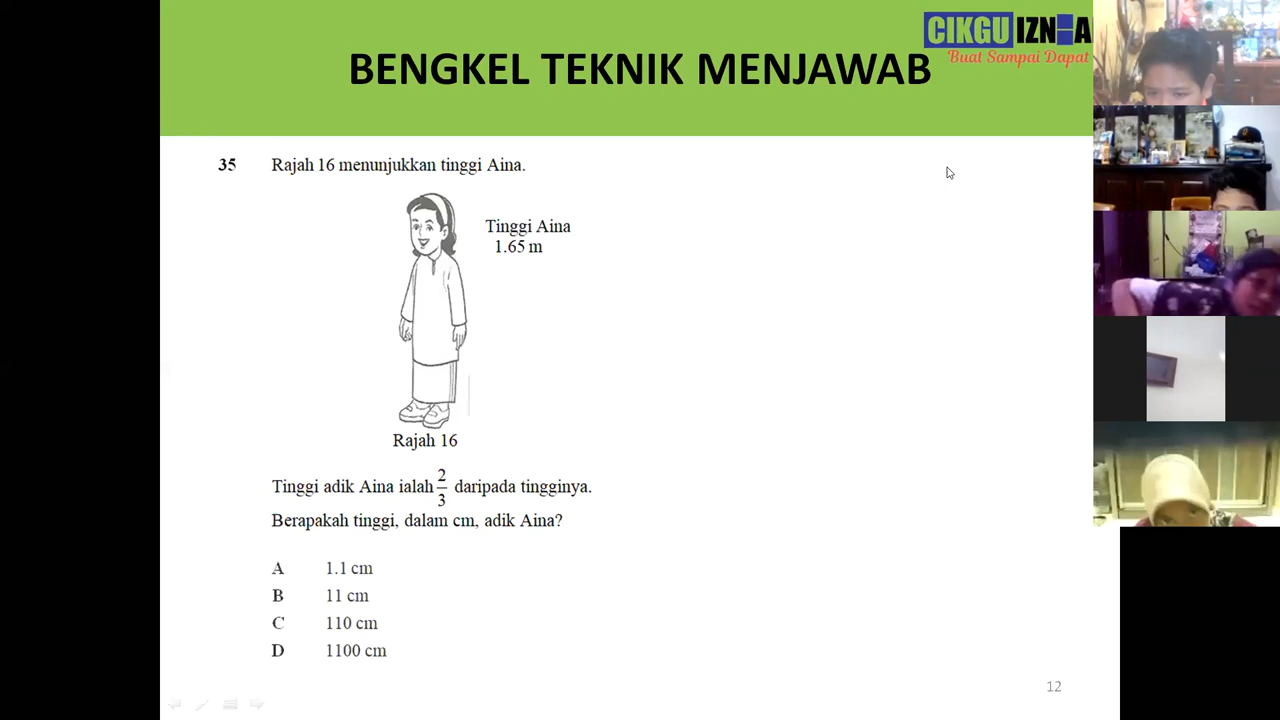 CIKGU IZN
A
Buat Sampai Dapat
BENGKEL TEKNIK MENJAWAB
35 Rajah 16 menunjukkan tinggi Aina.
Tinggi Aina
1.65 m
Rajah 16
Tinggi adik Aina ialah 2/3 daripada tingginya.
Berapakah tinggi, dalam cm, adik Aina?
A 1.1 cm
B 11 cm
C 110 cm
D 1100 cm
12